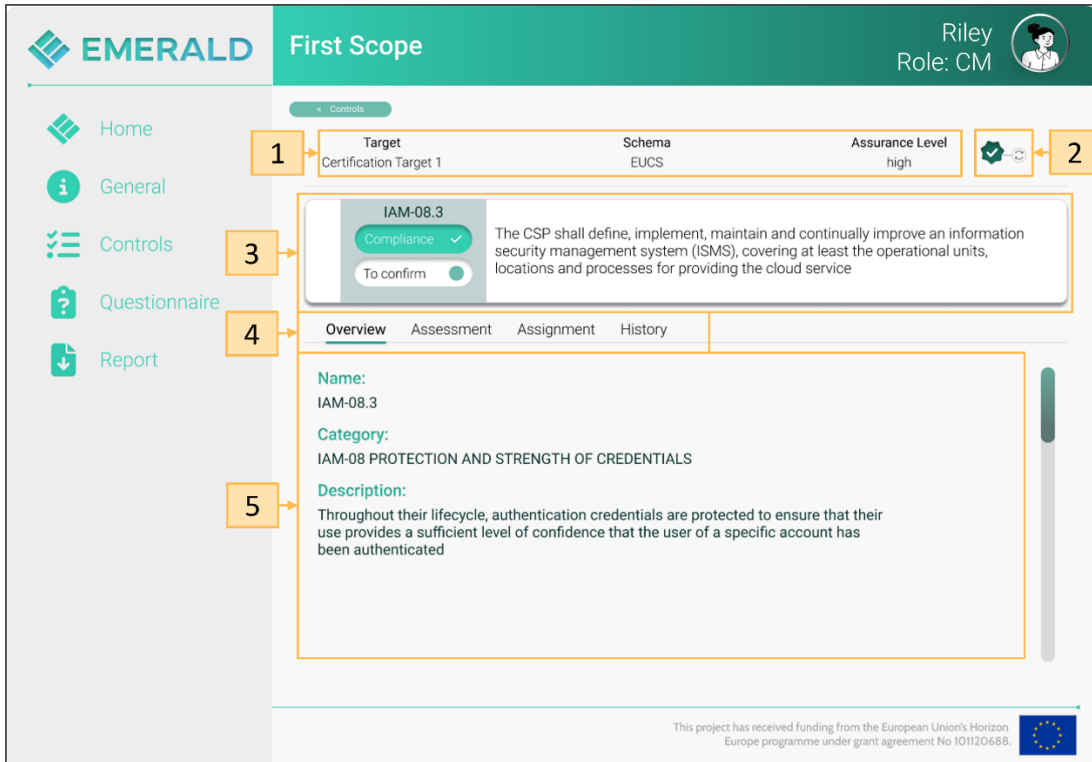 EMERALD
First Scope
Riley
Role: CM
Home
General
Controls
Questionnaire
Report
< Controls
1
Target
Certification Target 1
Schema
EUCS
Assurance Level
high
2
3
IAM-08.3
Compliance
To confirm
The CSP shall define, implement, maintain and continually improve an information
security management system (ISMS), covering at least the operational units,
locations and processes for providing the cloud service
4
Overview Assessment Assignment History
5
Name:
IAM-08.3
Category:
IAM-08 PROTECTION AND STRENGTH OF CREDENTIALS
Description:
Throughout their lifecycle, authentication credentials are protected to ensure that their
use provides a sufficient level of confidence that the user of a specific account has
been authenticated
This project has received funding from the European Union's Horizon
Europe programme under grant agreement No 101120688.